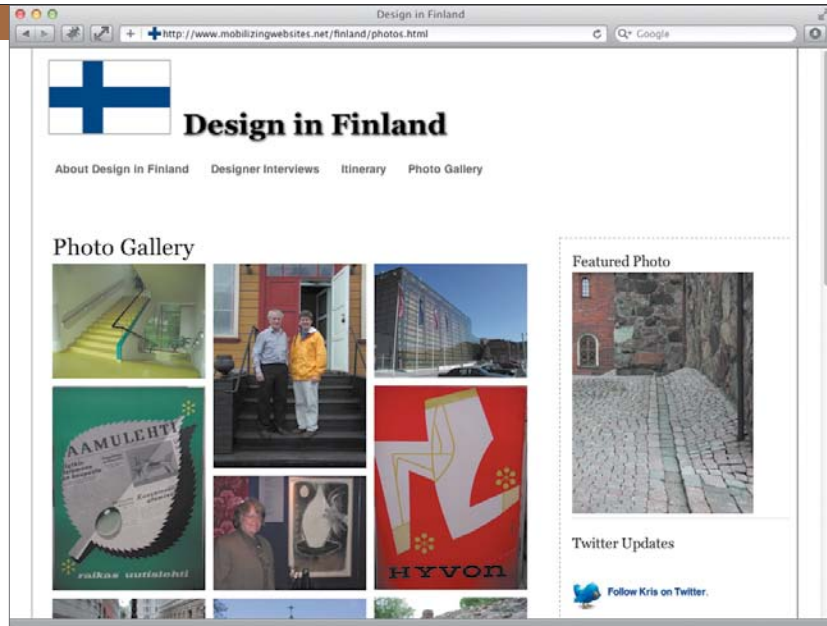 Design in Finland
http://www.mobilizingwebsites.net/finland/photos.html
Google
Design in Finland
About Design in Finland Designer Interviews Itinerary Photo Gallery
Photo Gallery
Featured Photo
AAMULEHTI
raikas uutislehti
HYVON
Twitter Updates
Follow Kris on Twitter.